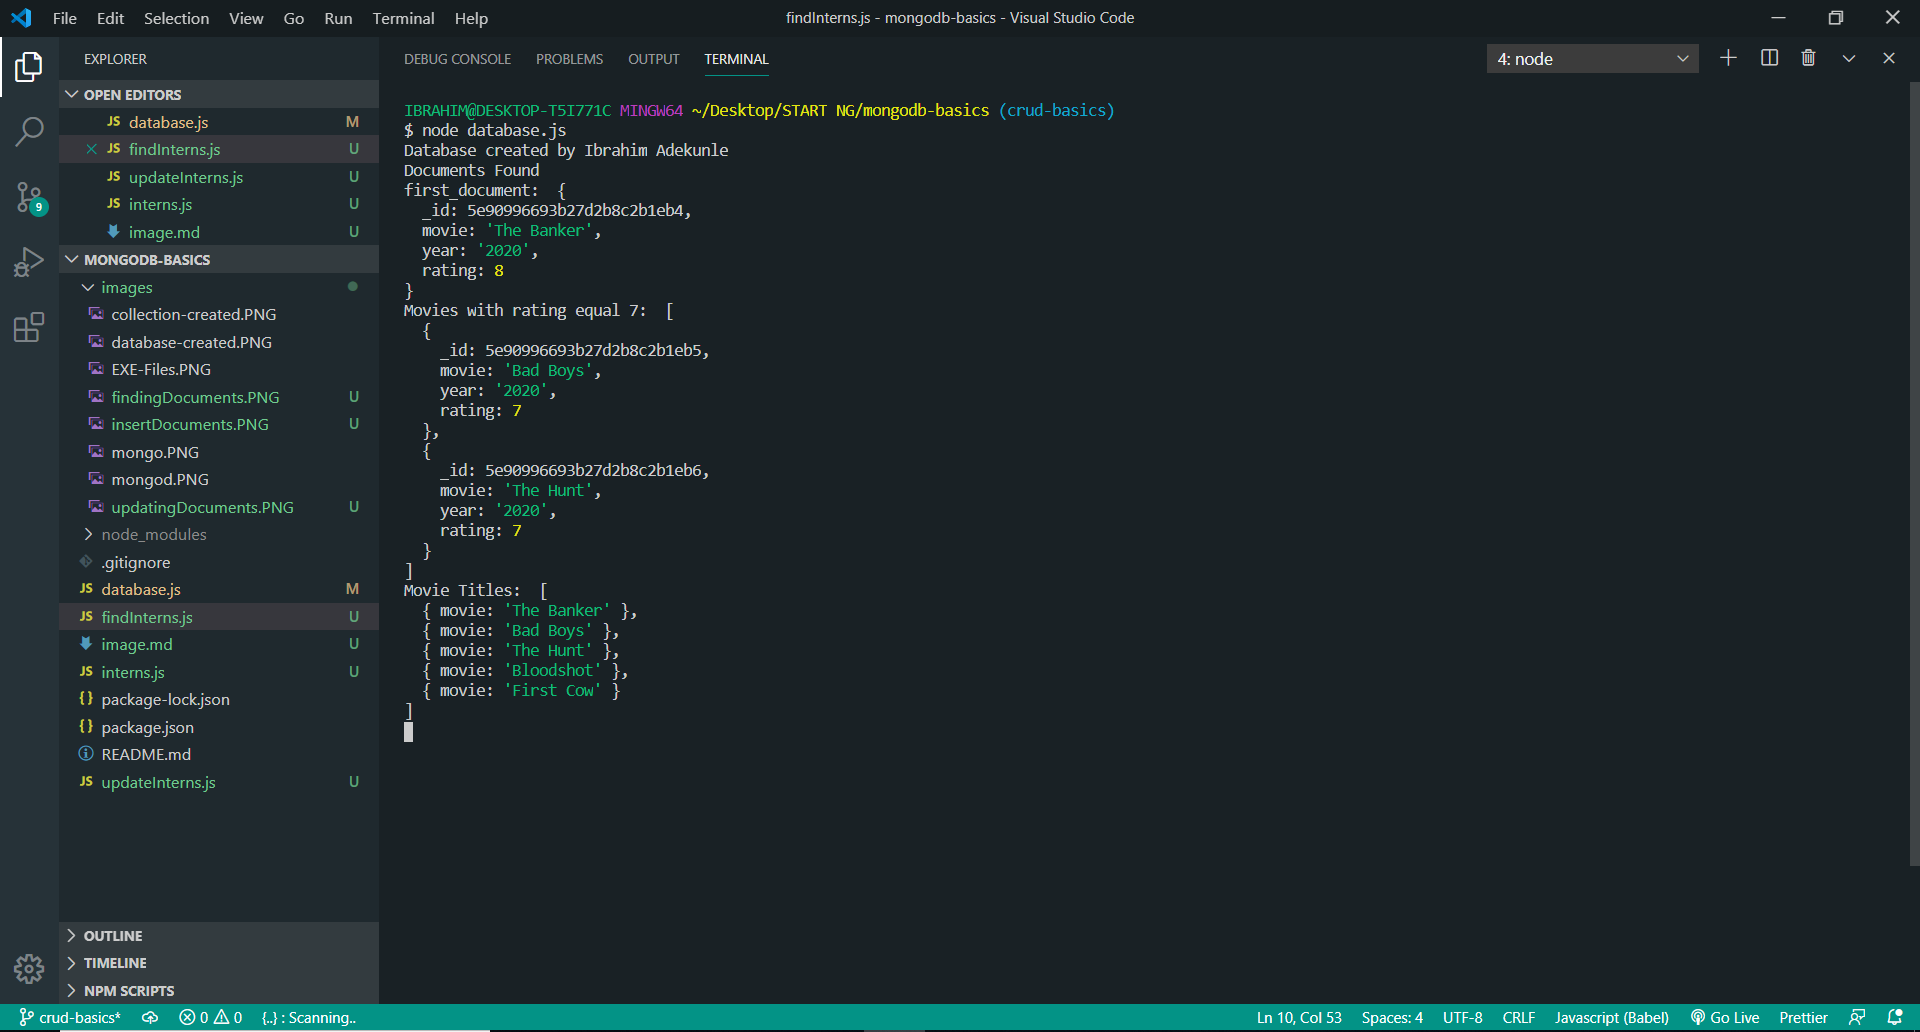 File Edit Selection View Go Run Terminal Help
findInterns.js - mongodb-basics - Visual Studio Code
EXPLORER
OPEN EDITORS
JS database.js M
JS findInterns.js U
JS updateInterns.js U
JS interns.js U
image.md U
9
MONGODB-BASICS
images
collection-created.PNG
database-created.PNG
EXE-Files.PNG
findingDocuments.PNG U
insertDocuments.PNG U
mongo.PNG
mongod.PNG
updatingDocuments.PNG U
node_modules
.gitignore
JS database.js M
JS findInterns.js U
image.md U
JS interns.js U
{} package-lock.json
{} package.json
README.md
JS updateInterns.js U
OUTLINE
TIMELINE
NPM SCRIPTS
DEBUG CONSOLE PROBLEMS OUTPUT TERMINAL
4: node
IBRAHIM@DESKTOP-T5I771C MINGW64 ~/Desktop/START NG/mongodb-basics (crud-basics)
$ node database.js
Database created by Ibrahim Adekunle
Documents Found
first_document:  {
  _id: 5e90996693b27d2b8c2b1eb4,
  movie: 'The Banker',
  year: '2020',
  rating: 8
}
Movies with rating equal 7:  [
  {
    _id: 5e90996693b27d2b8c2b1eb5,
    movie: 'Bad Boys',
    year: '2020',
    rating: 7
  },
  {
    _id: 5e90996693b27d2b8c2b1eb6,
    movie: 'The Hunt',
    year: '2020',
    rating: 7
  }
]
Movie Titles:  [
  { movie: 'The Banker' },
  { movie: 'Bad Boys' },
  { movie: 'The Hunt' },
  { movie: 'Bloodshot' },
  { movie: 'First Cow' }
]
crud-basics* 0 0 {..} : Scanning.. Ln 10, Col 53 Spaces: 4 UTF-8 CRLF Javascript (Babel) Go Live Prettier